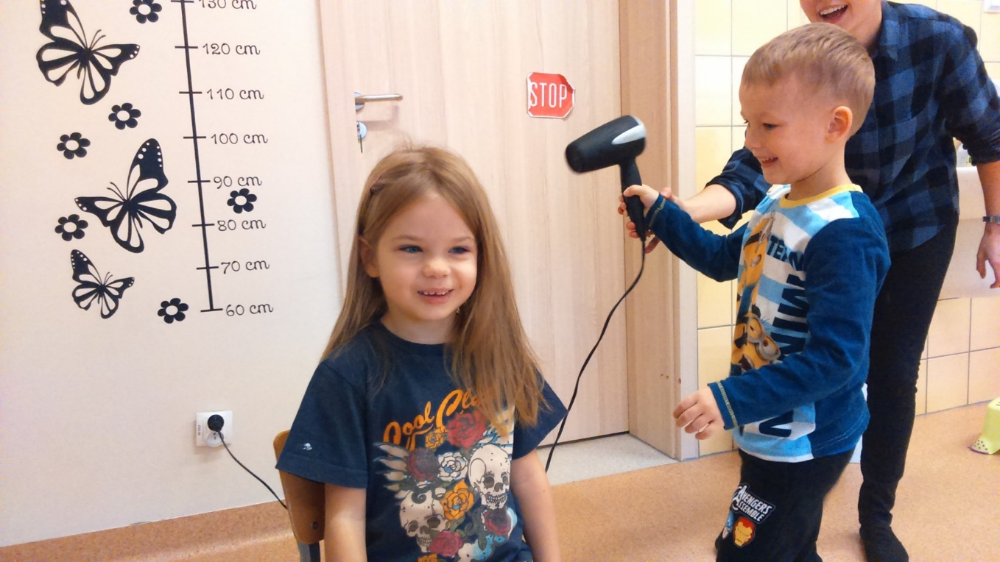 130 cm
120 cm
110 cm
100 cm
90 cm
80 cm
70 cm
60 cm
STOP
Cool
AVENGERS
ASSEMBLE